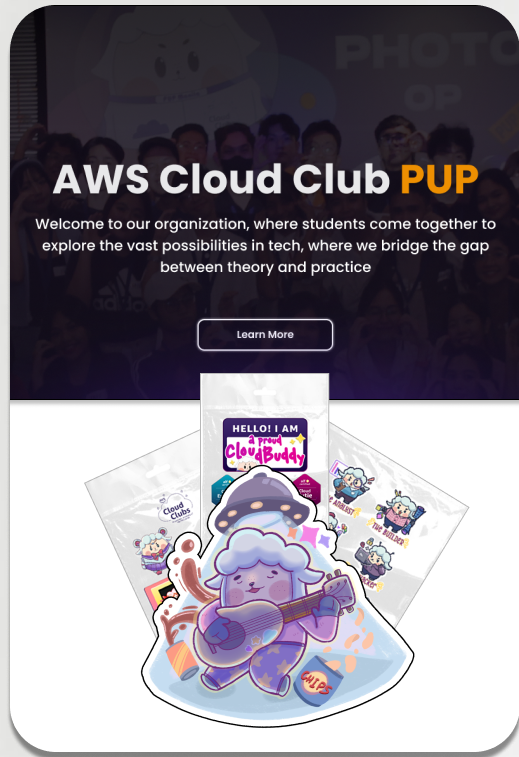 PHOTO
OP
AWS Cloud Club PUP
Welcome to our organization, where students come together to
explore the vast possibilities in tech, where we bridge the gap
between theory and practice
Learn More
HELLO! I AM
a proud
CloudBuddy
Cloud
Clubs
THE BUILDER
CHIPS